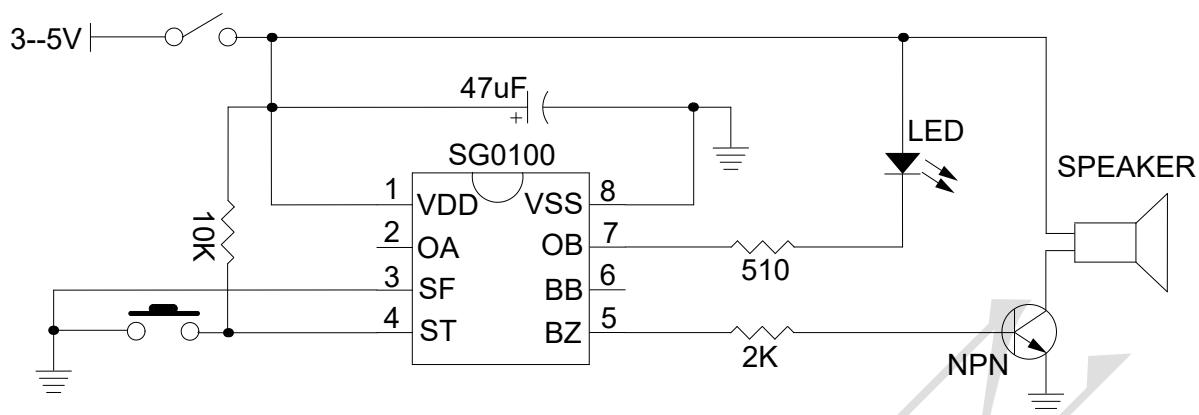 3--5V
47uF
+
LED
SG0100
SPEAKER
1 VDD VSS 8
10K
2 OA OB 7
510
3 SF BB 6
4 ST BZ 5
2K
NPN